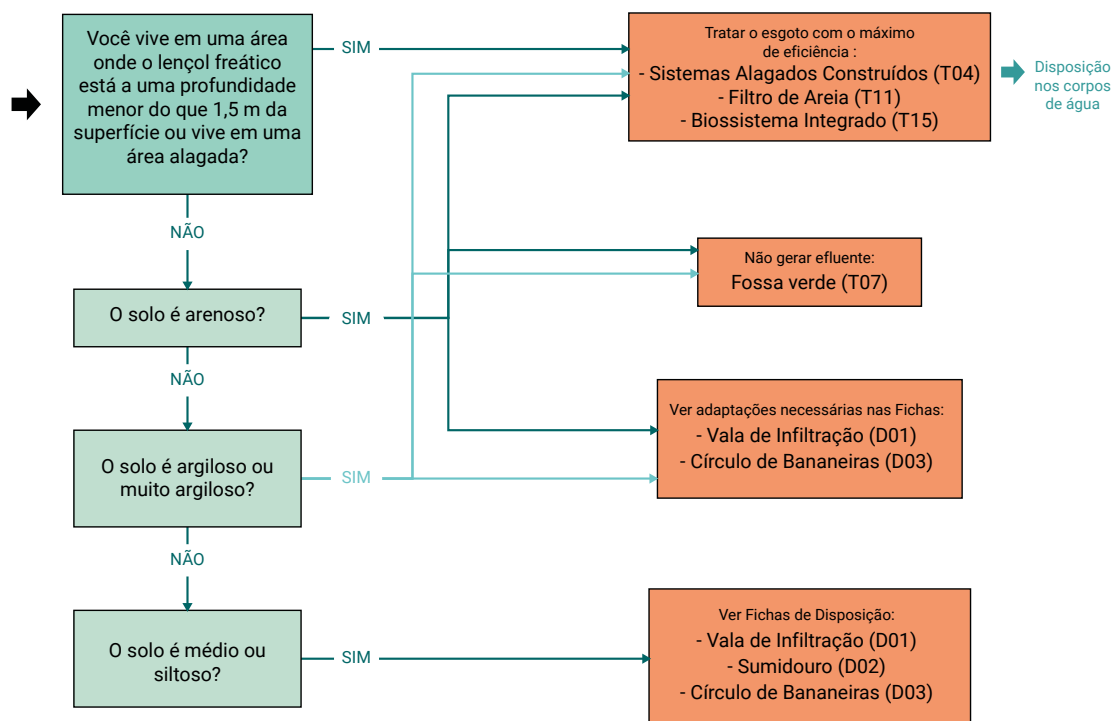 Você vive em uma área
onde o lençol freático
está a uma profundidade
menor do que 1,5 m da
superfície ou vive em uma
área alagada?
SIM
Tratar o esgoto com o máximo
de eficiência :
- Sistemas Alagados Construídos (T04)
- Filtro de Areia (T11)
- Biossistema Integrado (T15)
Disposição
nos corpos
de água
NÃO
Não gerar efluente:
Fossa verde (T07)
O solo é arenoso?
SIM
NÃO
Ver adaptações necessárias nas Fichas:
- Vala de Infiltração (D01)
- Círculo de Bananeiras (D03)
O solo é argiloso ou
muito argiloso?
SIM
NÃO
O solo é médio ou
siltoso?
SIM
Ver Fichas de Disposição:
- Vala de Infiltração (D01)
- Sumidouro (D02)
- Círculo de Bananeiras (D03)